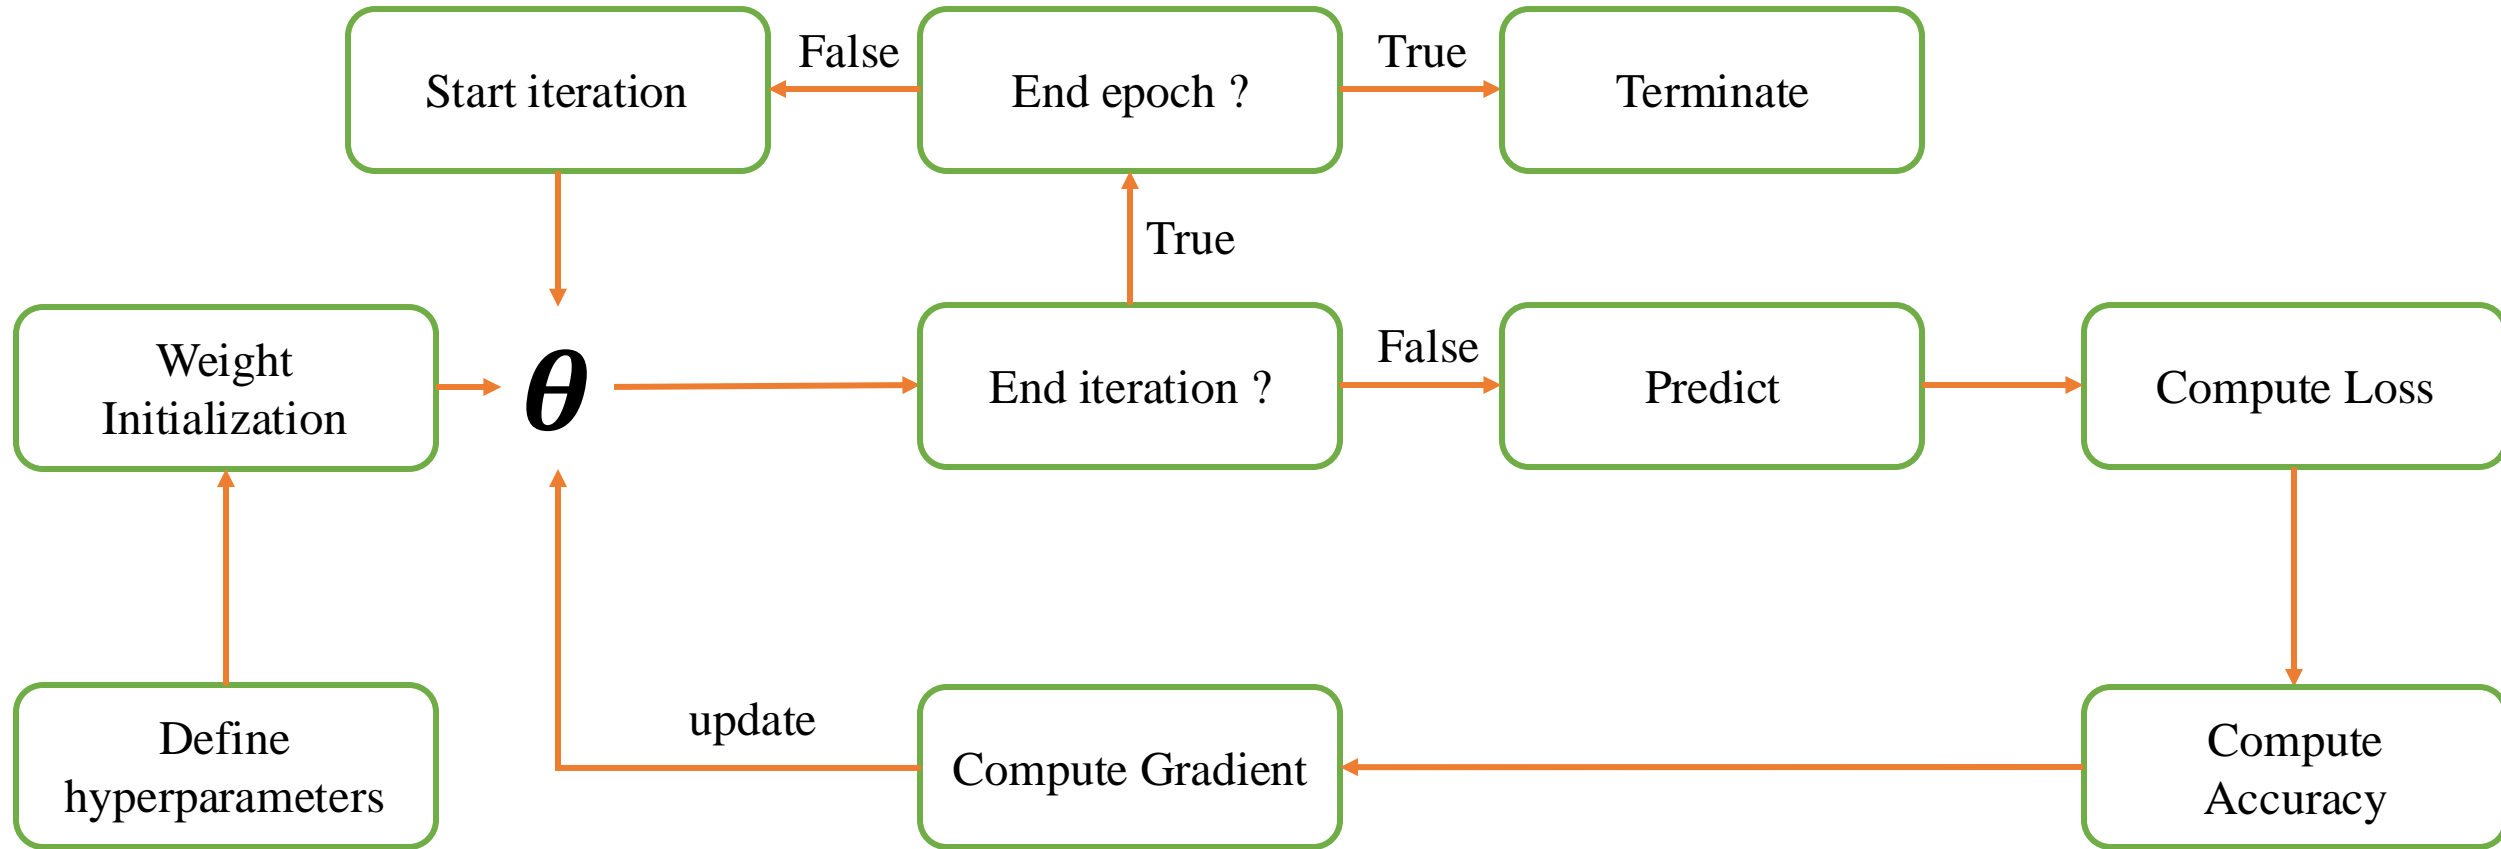 False
True
Start iteration
End epoch ?
Terminate
True
Weight
Initialization
θ
End iteration ?
False
Predict
Compute Loss
update
Define
hyperparameters
Compute Gradient
Compute
Accuracy